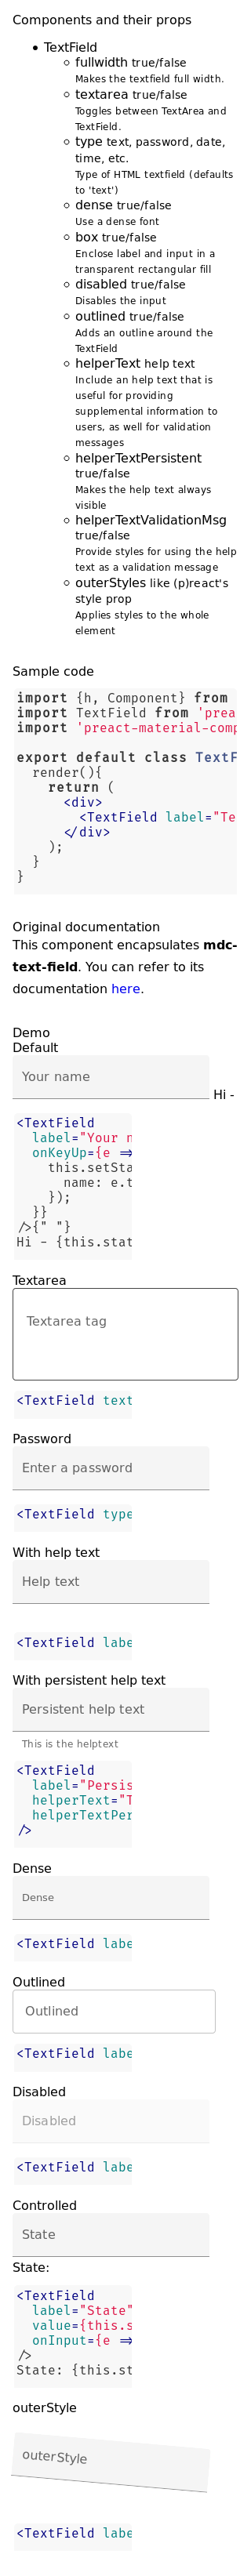 Components and their props
TextField
fullwidth true/false
Makes the textfield full width.
textarea true/false
Toggles between TextArea and
TextField.
type text, password, date,
time, etc.
Type of HTML textfield (defaults
to 'text')
dense true/false
Use a dense font
box true/false
Enclose label and input in a
transparent rectangular fill
disabled true/false
Disables the input
outlined true/false
Adds an outline around the
TextField
helperText help text
Include an help text that is
useful for providing
supplemental information to
users, as well for validation
messages
helperTextPersistent
true/false
Makes the help text always
visible
helperTextValidationMsg
true/false
Provide styles for using the help
text as a validation message
outerStyles like (p)react's
style prop
Applies styles to the whole
element
Sample code
import {h, Component} from
import TextField from 'prea
import 'preact-material-comp
export default class TextF
render(){
return (
<div>
<TextField label="Te
</div>
);
}
}
Original documentation
This component encapsulates mdc-
text-field. You can refer to its
documentation here.
Demo
Default
Your name
Hi -
<TextField
label="Your n
onKeyUp={e =>
this.setSta
name: e.t
});
}}
/>{" "}
Hi - {this.stat
Textarea
Textarea tag
<TextField text
Password
Enter a password
<TextField type
With help text
Help text
<TextField labe
With persistent help text
Persistent help text
This is the helptext
<TextField
label="Persis
helperText="T
helperTextPer
/>
Dense
Dense
<TextField labe
Outlined
Outlined
<TextField labe
Disabled
Disabled
<TextField labe
Controlled
State
State:
<TextField
label="State"
value={this.s
onInput={e =>
/>
State: {this.st
outerStyle
outerStyle
<TextField labe